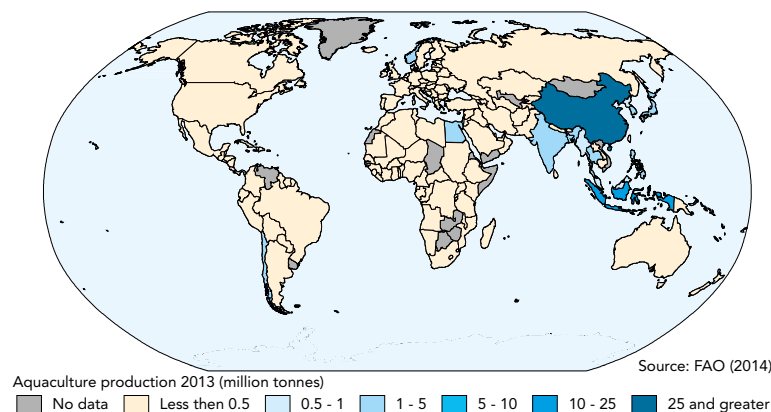 Source: FAO (2014)
Aquaculture production 2013 (million tonnes)
No data Less then 0.5 0.5 - 1 1 - 5 5 - 10 10 - 25 25 and greater